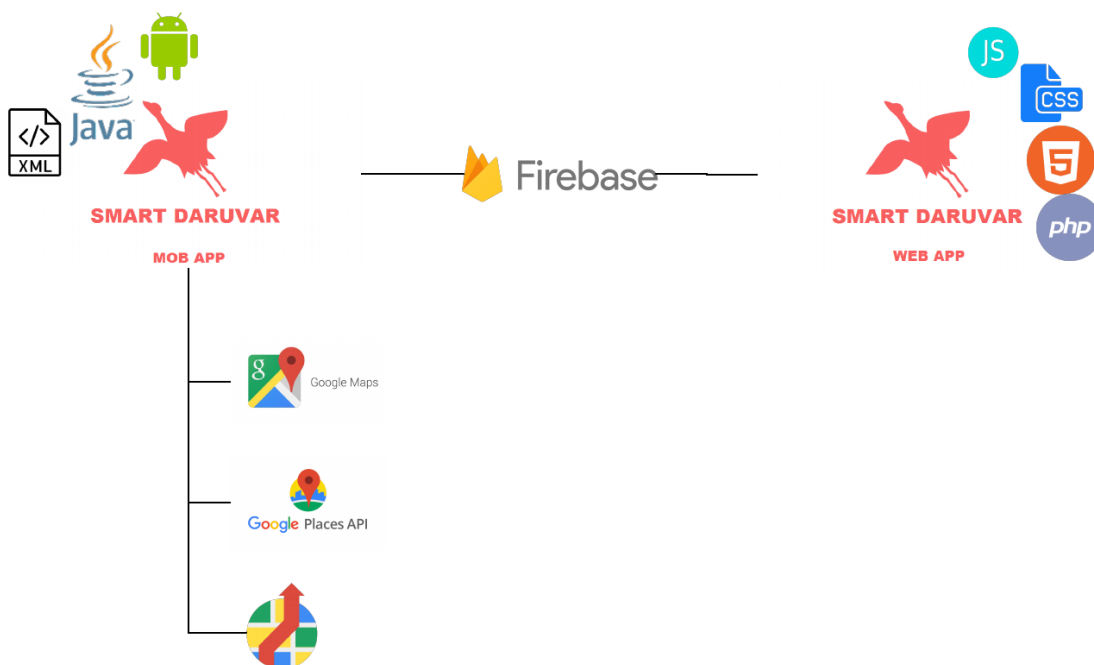 JS
CSS
5
php
Java
</>
XML
SMART DARUVAR
MOB APP
Firebase
SMART DARUVAR
WEB APP
g
Google Maps
Google Places API